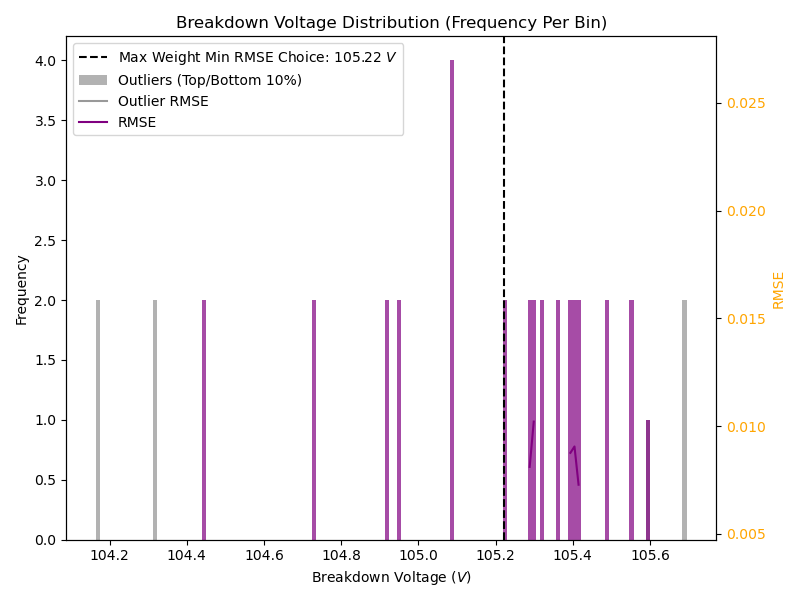 Breakdown Voltage Distribution (Frequency Per Bin)
Max Weight Min RMSE Choice: 105.22 V
Outliers (Top/Bottom 10%)
Outlier RMSE
RMSE
4.0
3.5
3.0
2.5
2.0
1.5
1.0
0.5
0.0
Frequency
0.025
0.020
0.015
0.010
0.005
RMSE
104.2 104.4 104.6 104.8 105.0 105.2 105.4 105.6
Breakdown Voltage (V)